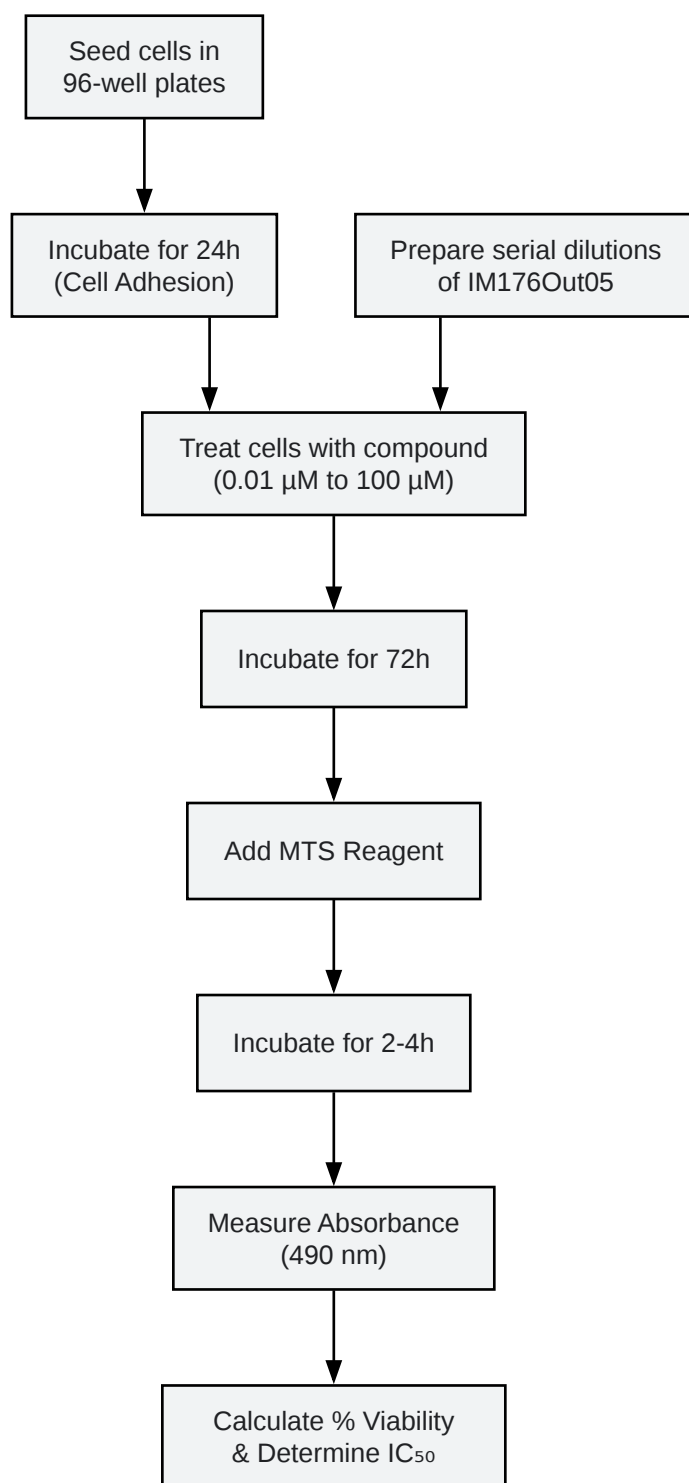 Seed cells in
96-well plates
Incubate for 24h
(Cell Adhesion)
Prepare serial dilutions
of IM176Out05
Treat cells with compound
(0.01 µM to 100 µM)
Incubate for 72h
Add MTS Reagent
Incubate for 2-4h
Measure Absorbance
(490 nm)
Calculate % Viability
& Determine IC₅₀